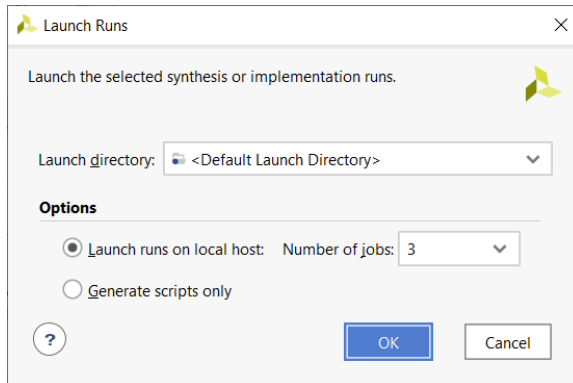 Launch Runs
Launch the selected synthesis or implementation runs.
Launch directory: <Default Launch Directory>
Options
Launch runs on local host: Number of jobs: 3
Generate scripts only
? OK Cancel